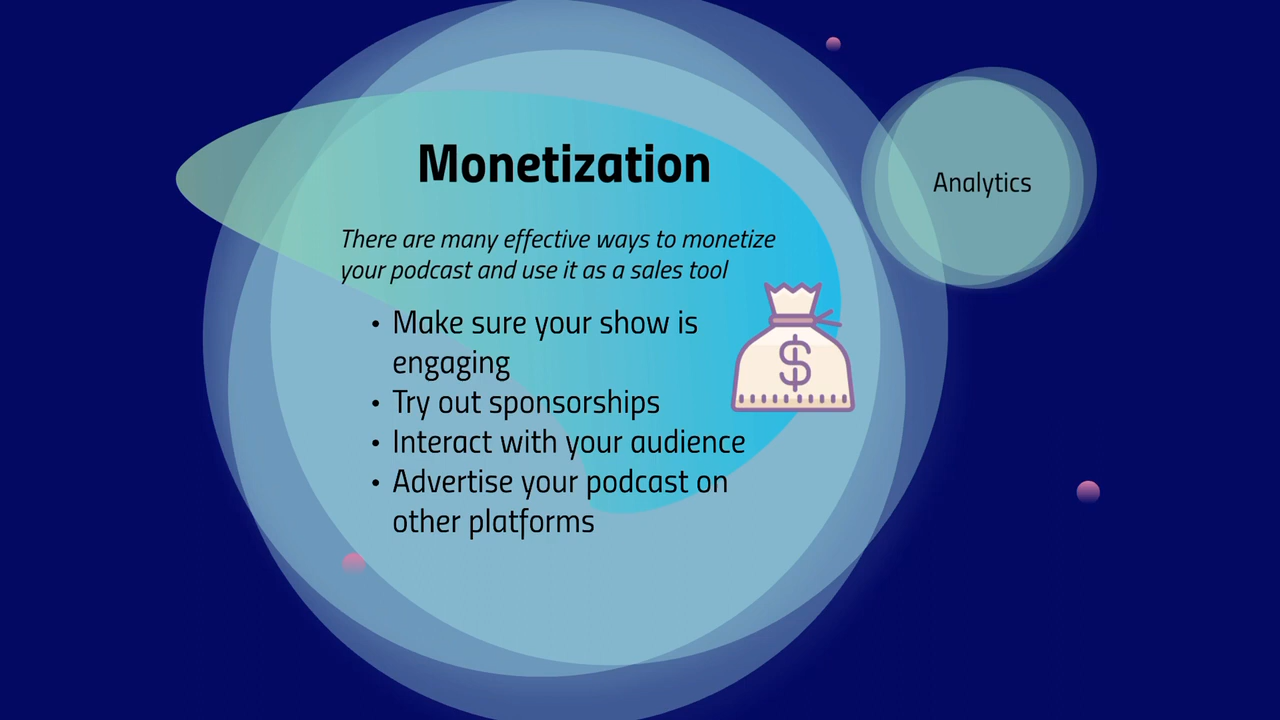 Monetization
There are many effective ways to monetize
your podcast and use it as a sales tool
• Make sure your show is
engaging
• Try out sponsorships
• Interact with your audience
• Advertise your podcast on
other platforms
$
Analytics